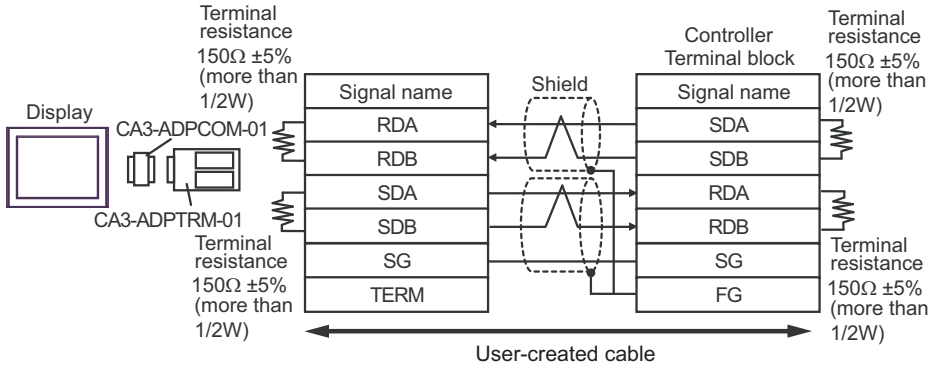 Terminal
resistance
150Ω ±5%
(more than
1/2W)
Display
CA3-ADPCOM-01
CA3-ADPTRM-01
Terminal
resistance
150Ω ±5%
(more than
1/2W)
Signal name
RDA
RDB
SDA
SDB
SG
TERM
Shield
Controller
Terminal block
Signal name
SDA
SDB
RDA
RDB
SG
FG
Terminal
resistance
150Ω ±5%
(more than
1/2W)
Terminal
resistance
150Ω ±5%
(more than
1/2W)
User-created cable